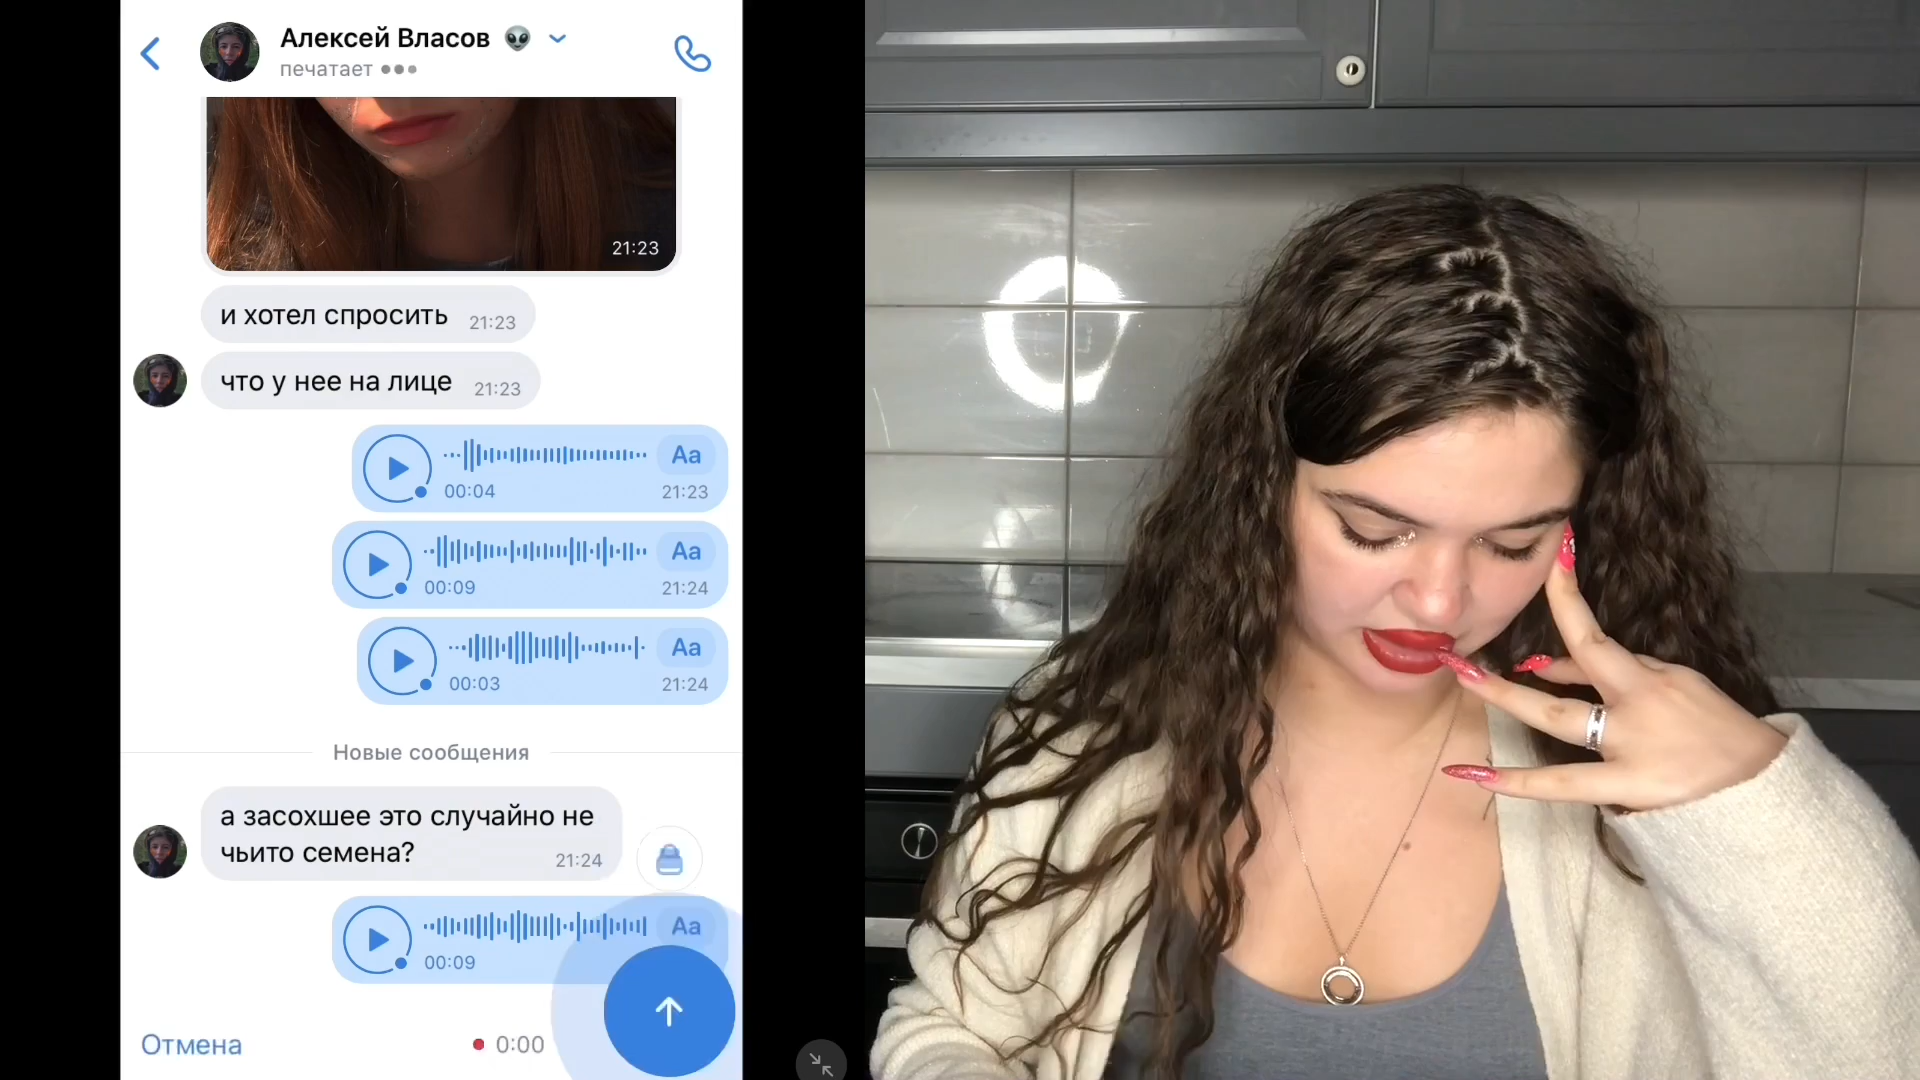 Алексей Власов
печатает
21:23
и хотел спросить 21:23
что у нее на лице 21:23
Aa
00:04 21:23
Aa
00:09 21:24
Aa
00:03 21:24
Новые сообщения
а засохшее это случайно не
чьито семена? 21:24
Aa
00:09
Отмена 0:00